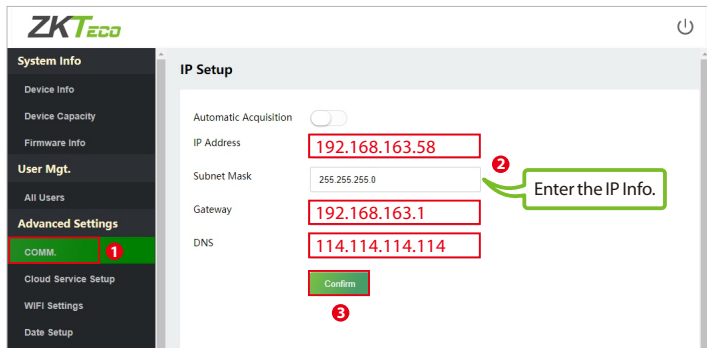 ZKTeco
System Info
Device Info
Device Capacity
Firmware Info
User Mgt.
All Users
Advanced Settings
COMM. 1
Cloud Service Setup
WIFI Settings
Date Setup
IP Setup
Automatic Acquisition
IP Address 192.168.163.58
2
Subnet Mask 255.255.255.0
Enter the IP Info.
Gateway 192.168.163.1
DNS 114.114.114.114
Confirm
3